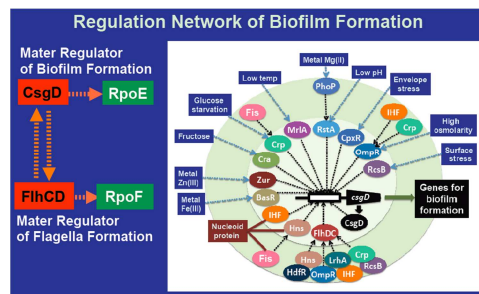 Regulation Network of Biofilm Formation
Mater Regulator
of Biofilm Formation
CsgD
RpoE
FlhCD
RpoF
Mater Regulator
of Flagella Formation
Metal Mg(II)
PhoP
Low temp
Low pH
Envelope
stress
Glucose
starvation
Fis
MrlA
RstA
CpxR
IHF
Crp
High
osmolarity
Fructose
Crp
OmpR
Cra
RcsB
Surface
stress
Metal
Zn(III)
Zur
Metal
Fe(III)
BasR
csgD
Genes for
biofilm
formation
IHF
CsgD
Nucleoid
protein
Hns
FlhDC
Fis
Hns
LrhA
Crp
RcsB
HdfR
OmpR
IHF